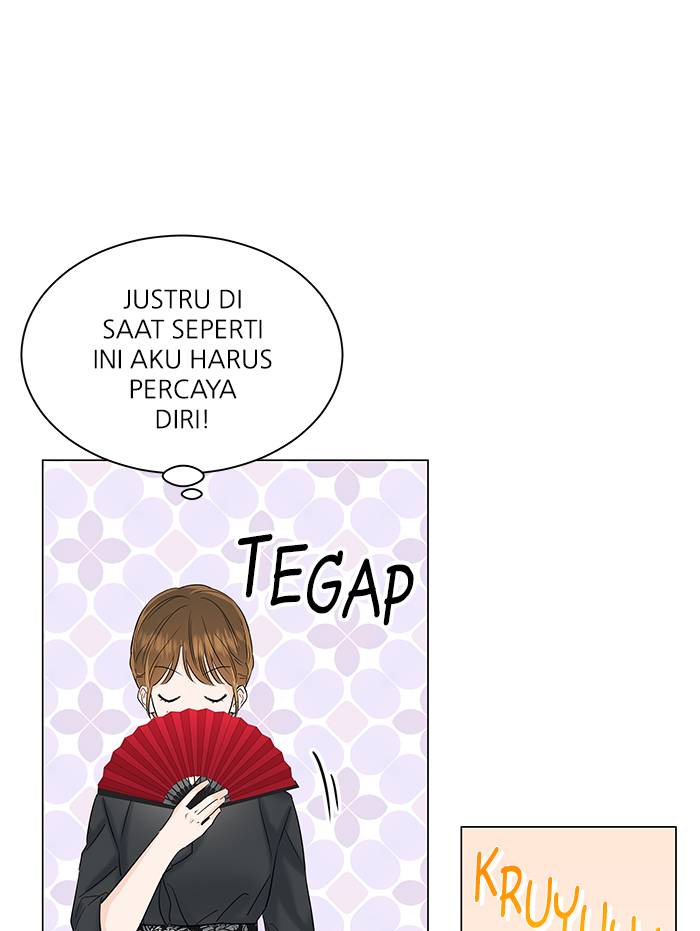 JUSTRU DI
SAAT SEPERTI
INI AKU HARUS
PERCAYA
DIRI!
TEGAP